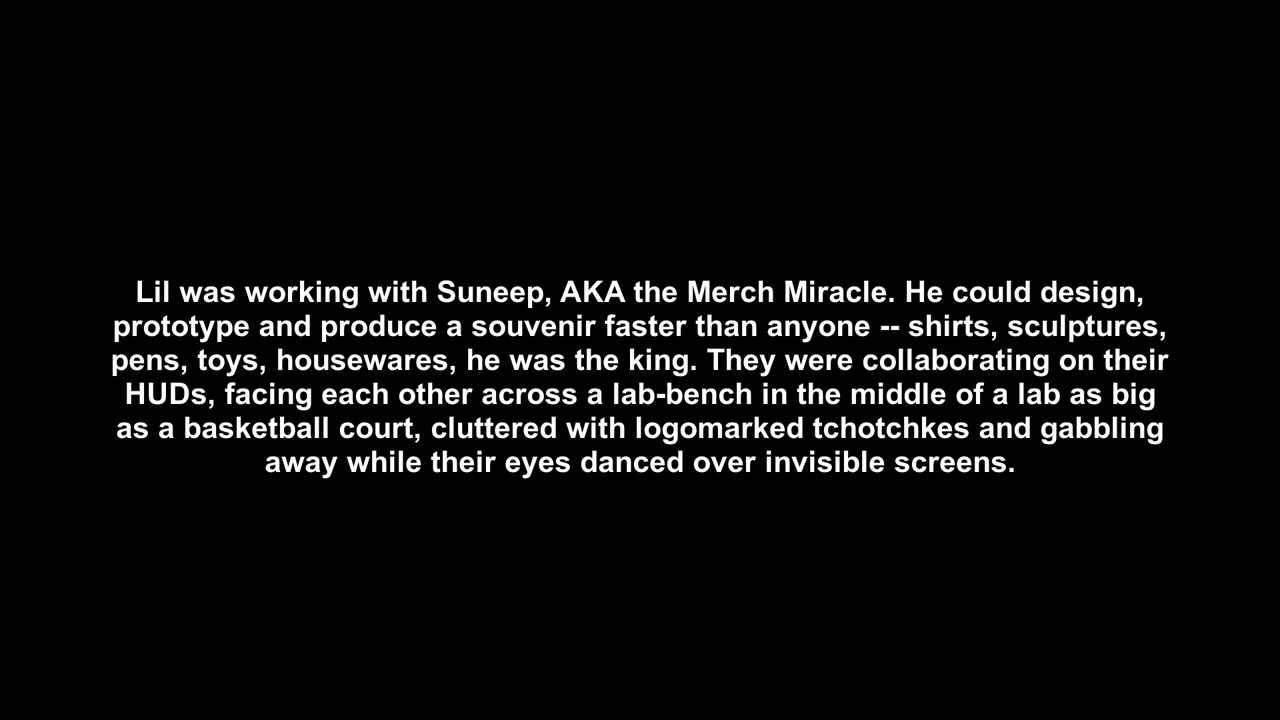 Lil was working with Suneep, AKA the Merch Miracle. He could design,
prototype and produce a souvenir faster than anyone -- shirts, sculptures,
pens, toys, housewares, he was the king. They were collaborating on their
HUDs, facing each other across a lab-bench in the middle of a lab as big
as a basketball court, cluttered with logomarked tchotchkes and gabbling
away while their eyes danced over invisible screens.